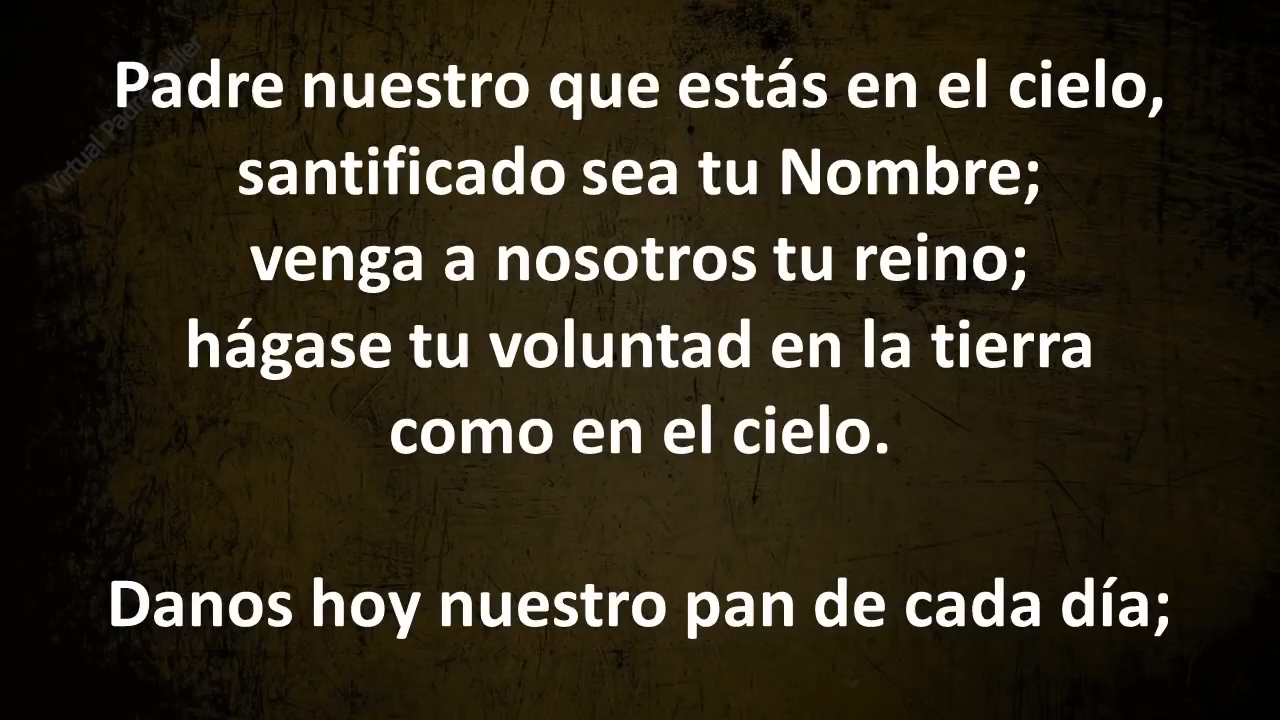 Padre nuestro que estás en el cielo,
santificado sea tu Nombre;
venga a nosotros tu reino;
hágase tu voluntad en la tierra
como en el cielo.
Danos hoy nuestro pan de cada día;
Virtual